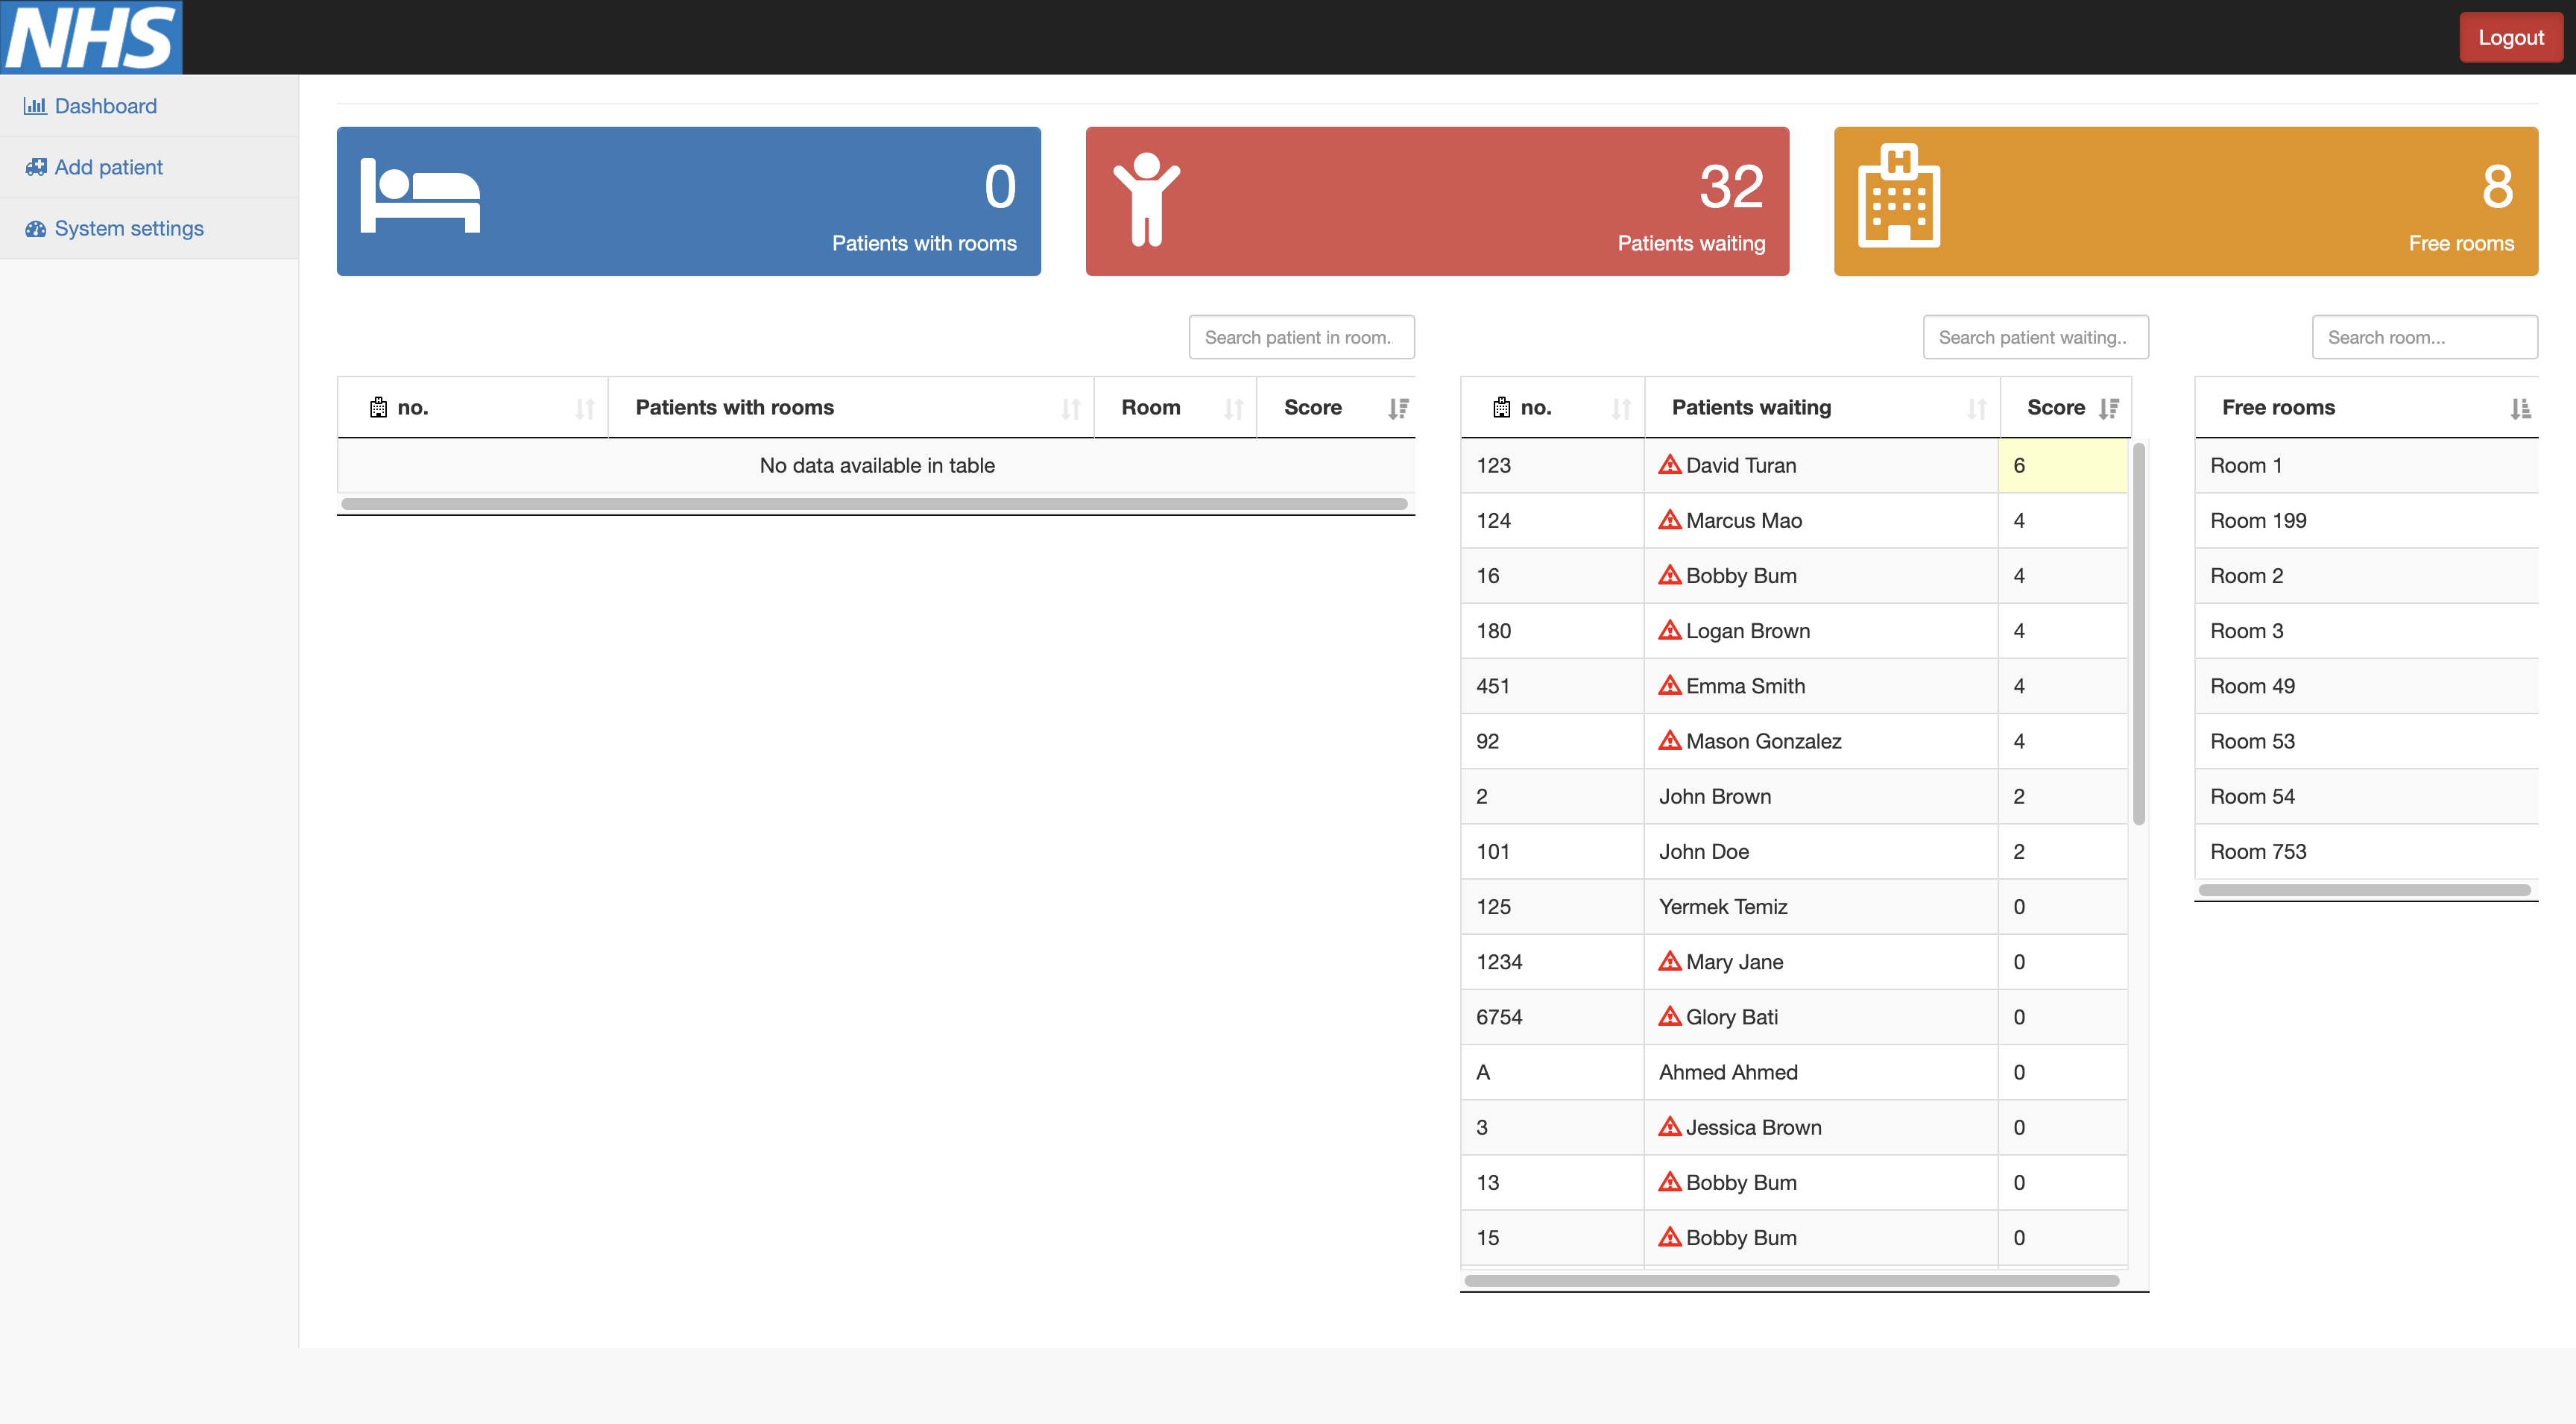 NHS
Logout
Dashboard
Add patient
System settings
0
Patients with rooms
32
Patients waiting
8
Free rooms
Search patient in room.
Search patient waiting..
Search room...
no. Patients with rooms Room Score
No data available in table
no. Patients waiting Score
123 David Turan 6
124 Marcus Mao 4
16 Bobby Bum 4
180 Logan Brown 4
451 Emma Smith 4
92 Mason Gonzalez 4
2 John Brown 2
101 John Doe 2
125 Yermek Temiz 0
1234 Mary Jane 0
6754 Glory Bati 0
A Ahmed Ahmed 0
3 Jessica Brown 0
13 Bobby Bum 0
15 Bobby Bum 0
Free rooms
Room 1
Room 199
Room 2
Room 3
Room 49
Room 53
Room 54
Room 753